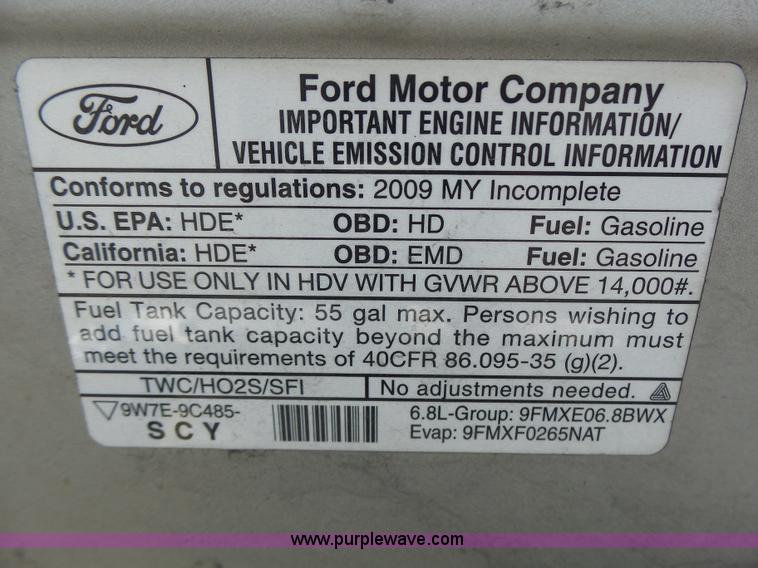 Ford
Ford Motor Company
IMPORTANT ENGINE INFORMATION/
VEHICLE EMISSION CONTROL INFORMATION
Conforms to regulations: 2009 MY Incomplete
U.S. EPA: HDE* OBD: HD Fuel: Gasoline
California: HDE* OBD: EMD Fuel: Gasoline
* FOR USE ONLY IN HDV WITH GVWR ABOVE 14,000#.
Fuel Tank Capacity: 55 gal max. Persons wishing to
add fuel tank capacity beyond the maximum must
meet the requirements of 40CFR 86.095-35 (g)(2).
TWC/HO2S/SFI No adjustments needed.
9W7E-9C485- 6.8L-Group: 9FMXE06.8BWX
SCY Evap: 9FMXF0265NAT
www.purplewave.com